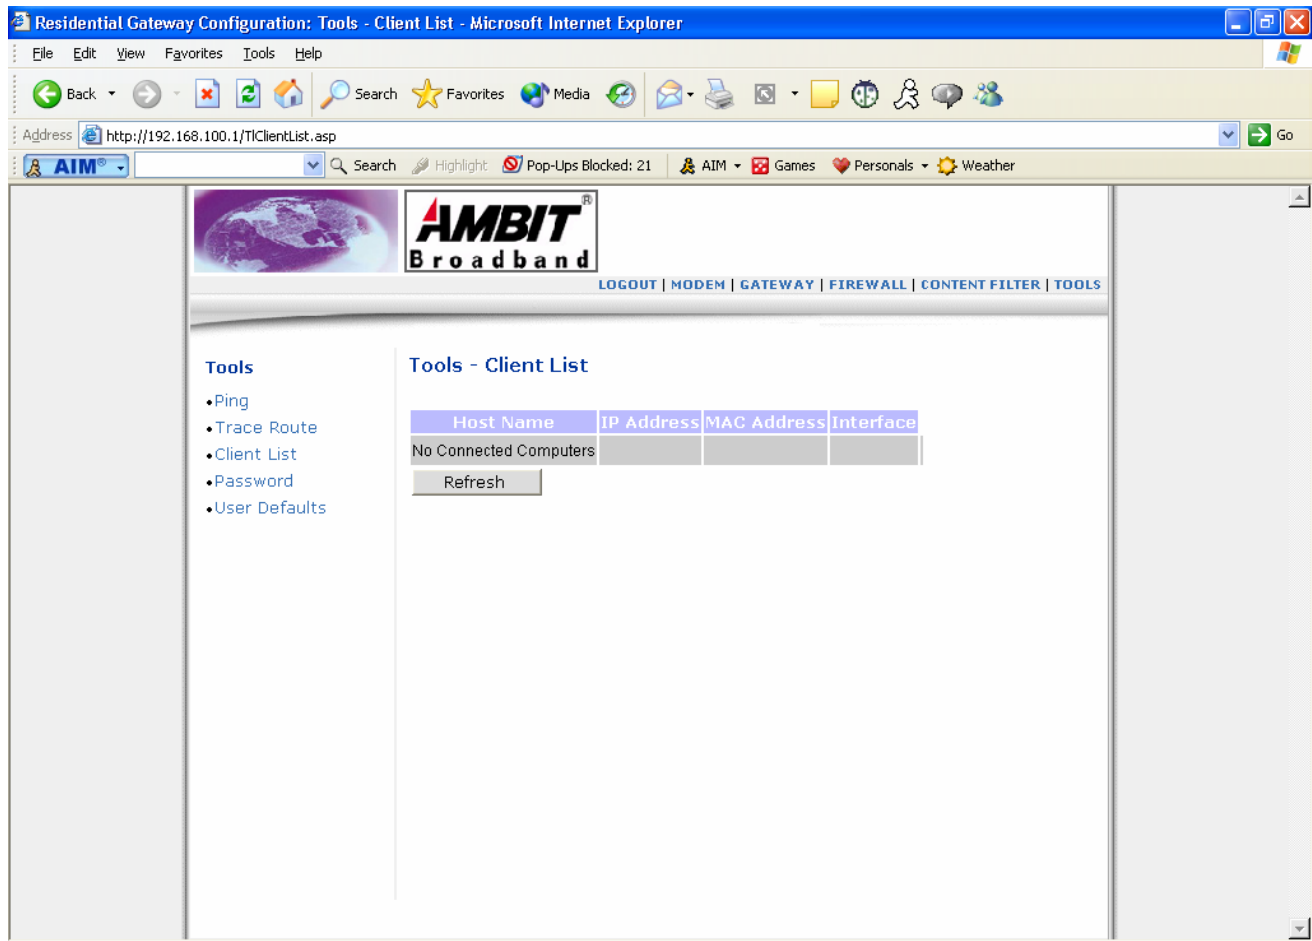 Residential Gateway Configuration: Tools - Client List - Microsoft Internet Explorer
File Edit View Favorites Tools Help
Back Search Favorites Media
Address http://192.168.100.1/TlClientList.asp Go
AIM® Search Highlight Pop-Ups Blocked: 21 AIM Games Personals Weather
AMBIT®
Broadband
LOGOUT | MODEM | GATEWAY | FIREWALL | CONTENT FILTER | TOOLS
Tools
•Ping
•Trace Route
•Client List
•Password
•User Defaults
Tools - Client List
Host Name IP Address MAC Address Interface
No Connected Computers
Refresh